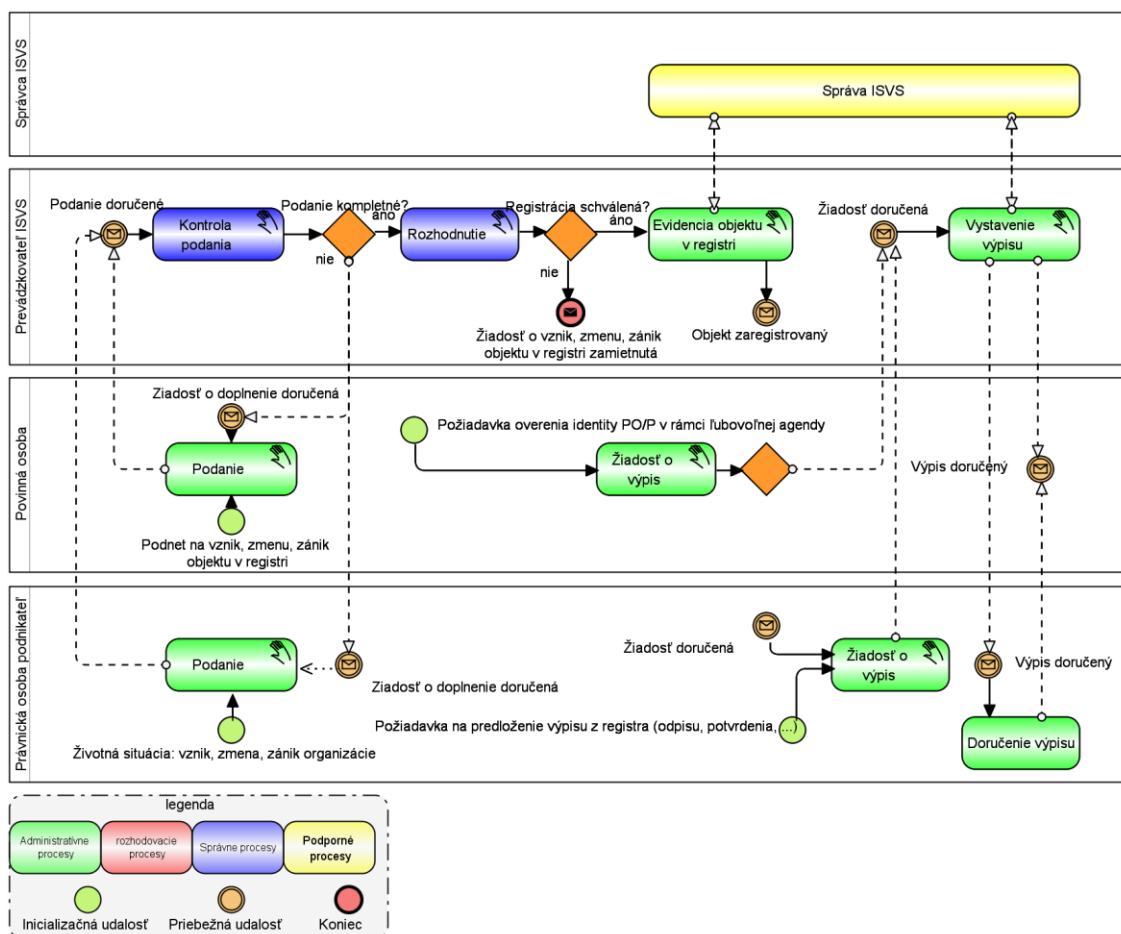 Správca ISVS
Správa ISVS
Prevádzkovateľ ISVS
Podanie doručené
Kontrola
podania
Podanie kompletné?
áno
nie
Rozhodnutie
Registrácia schválená?
áno
nie
Žiadosť o vznik, zmenu, zánik
objektu v registri zamietnutá
Evidencia objektu
v registri
Objekt zaregistrovaný
Žiadosť doručená
Vystavenie
výpisu
Povinná osoba
Ziadosť o doplnenie doručená
Podanie
Podnet na vznik, zmenu, zánik
objektu v registri
Požiadavka overenia identity PO/P v rámci ľubovoľnej agendy
Žiadosť o
výpis
Výpis doručený
Právnická osoba podnikateľ
Podanie
Ziadosť o doplnenie doručená
Životná situácia: vznik, zmena, zánik organizácie
Žiadosť doručená
Požiadavka na predloženie výpisu z registra (odpisu, potvrdenia, ...)
Žiadosť o
výpis
Výpis doručený
Doručenie výpisu
legenda
Administratívne
procesy
rozhodovacie
procesy
Správne procesy
Podporné
procesy
Inicializačná udalosť
Priebežná udalosť
Koniec